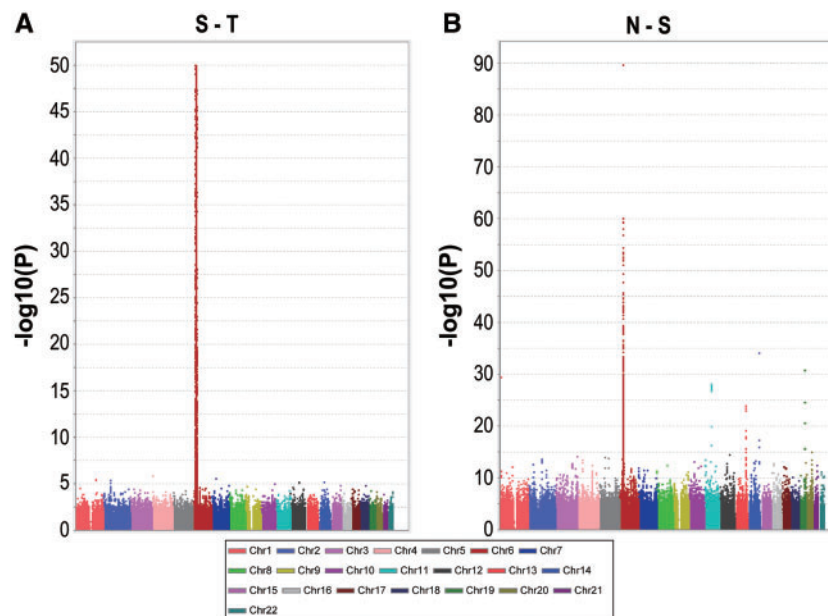 A
S - T
-log10(P)
50
45
40
35
30
25
20
15
10
5
0
B
N - S
-log10(P)
90
80
70
60
50
40
30
20
10
0
Chr1 Chr2 Chr3 Chr4 Chr5 Chr6 Chr7
Chr8 Chr9 Chr10 Chr11 Chr12 Chr13 Chr14
Chr15 Chr16 Chr17 Chr18 Chr19 Chr20 Chr21
Chr22